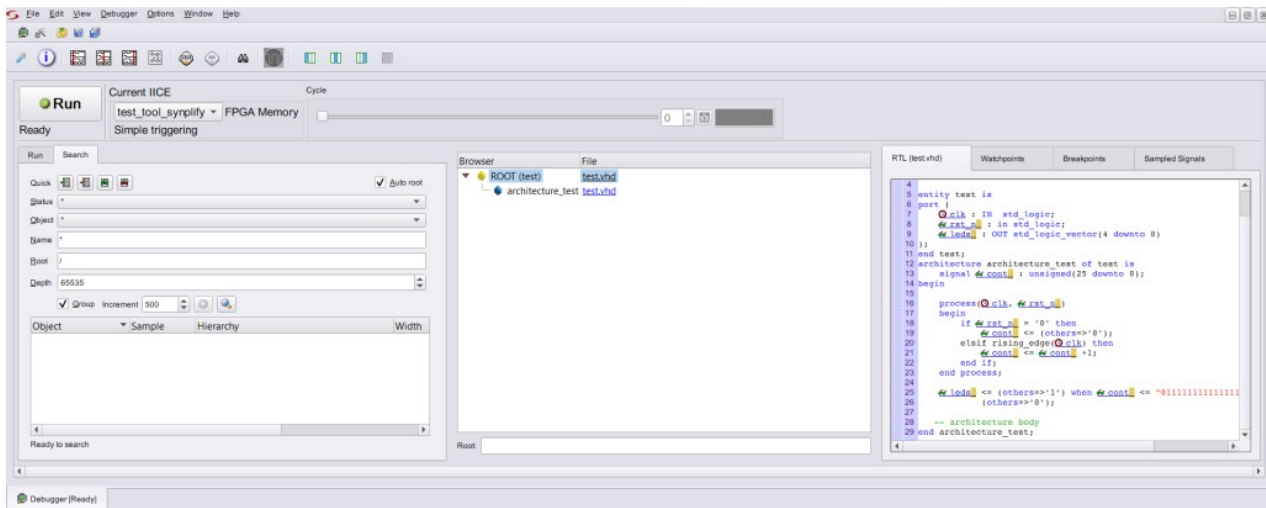 File Edit View Debugger Options Window Help
Run
Ready
Current IICE
test_tool_synplify FPGA Memory
Simple triggering
Cycle
0
Run Search
Quick Auto root
Status *
Object *
Name *
Root /
Depth 65535
Group Increment 500
Object Sample Hierarchy Width
Ready to search
Browser File
ROOT (test) test.vhd
architecture_test test.vhd
Root:
RTL (test.vhd) Watchpoints Breakpoints Sampled Signals
4
5 entity test is
6 port (
7 clk : IN std_logic;
8 rst_n : in std_logic;
9 leds : OUT std_logic_vector(4 downto 0)
10 );
11 end test;
12 architecture architecture_test of test is
13 signal cont : unsigned(25 downto 0);
14 begin
15
16 process(clk, rst_n)
17 begin
18 if rst_n = '0' then
19 cont <= (others=>'0');
20 elsif rising_edge(clk) then
21 cont <= cont +1;
22 end if;
23 end process;
24
25 leds <= (others=>'1') when cont <= "01111111111111
26 (others=>'0');
27
28 -- architecture body
29 end architecture_test;
Debugger [Ready]